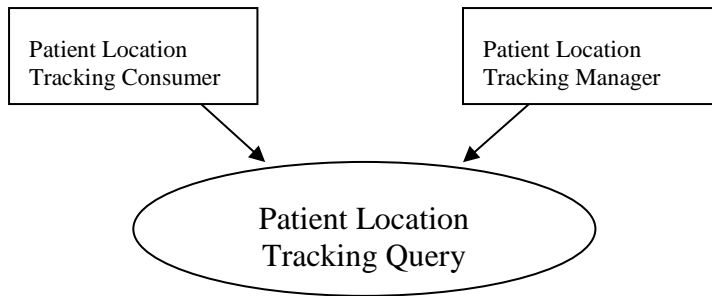 Patient Location
Tracking Consumer
Patient Location
Tracking Manager
Patient Location
Tracking Query